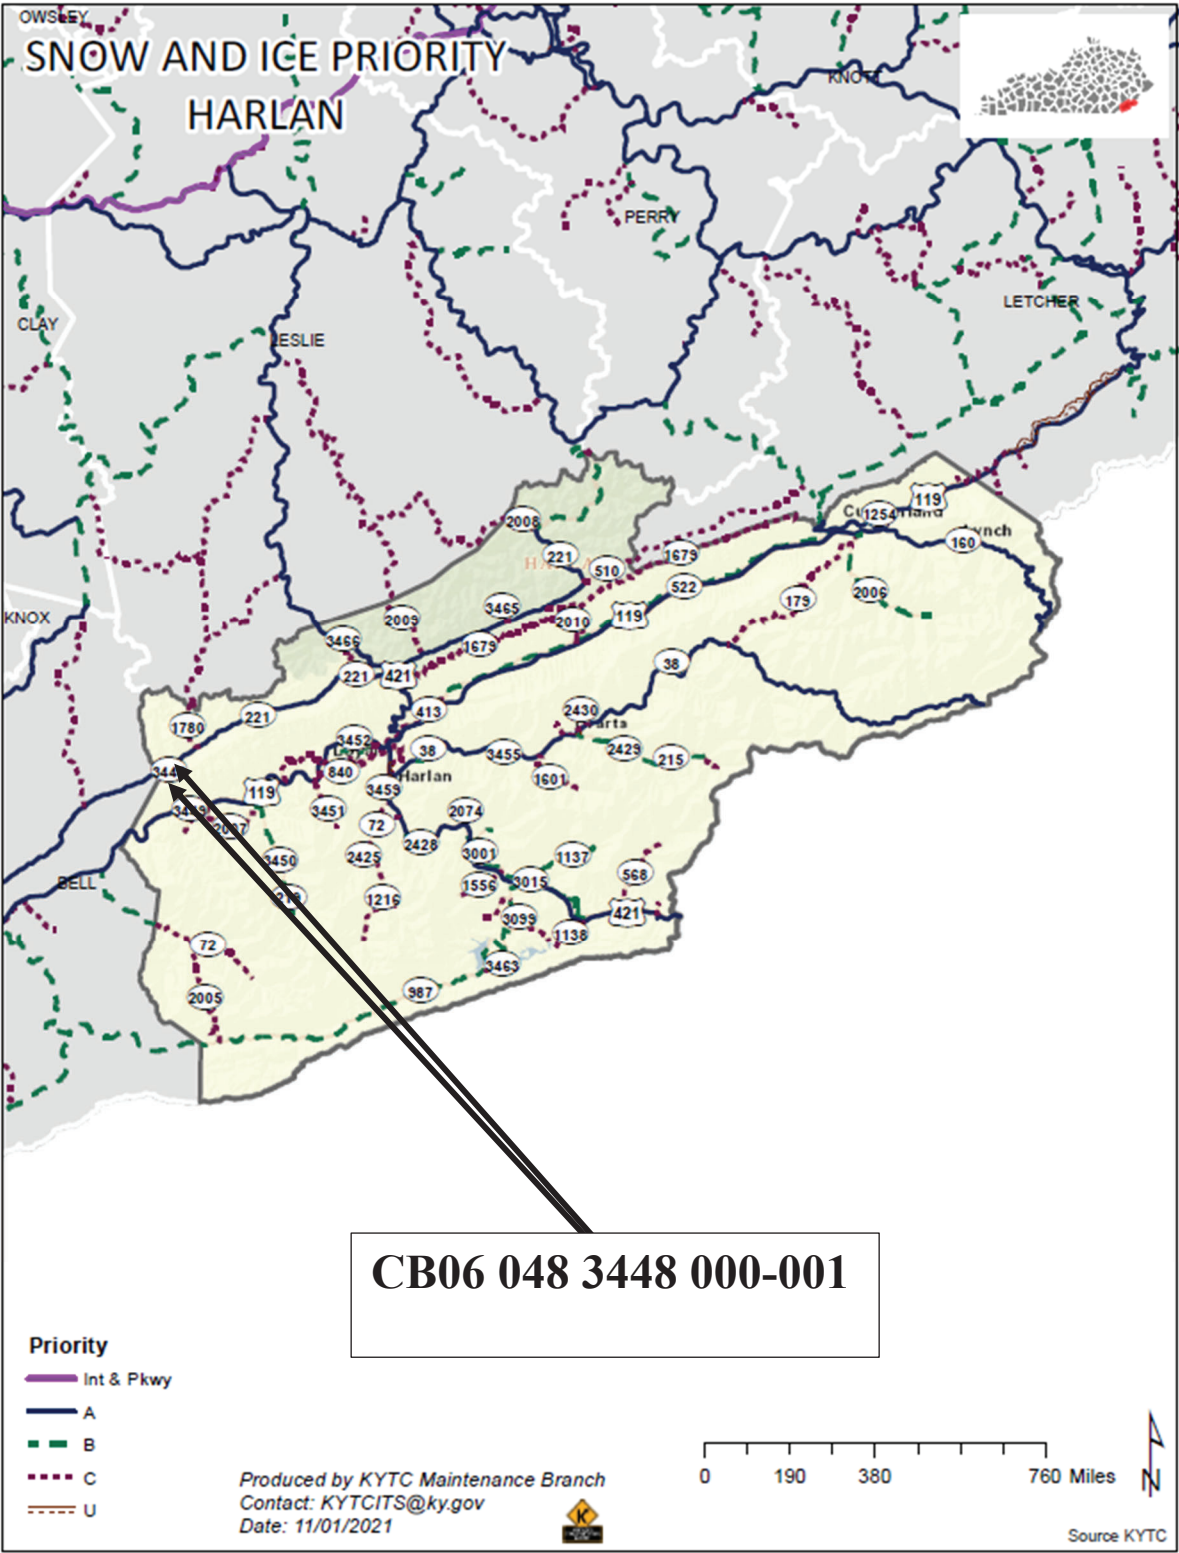 OWSLEY
SNOW AND ICE PRIORITY
HARLAN
KNOTT
PERRY
LETCHER
CLAY
LESLIE
119
1254
2008
160
221
510
1679
522
2006
KNOX
179
3465
2009
2010
119
3466
1679
38
221
421
221
413
2430
1780
3452
38
3455
2429
215
840
Harlan
1601
119
3459
3451
2074
72
2428
3450
2425
3001
1137
BELL
1556
3015
568
1216
3099
421
1138
72
3463
2005
987
CB06 048 3448 000-001
Priority
Int & Pkwy
A
B
C
U
0 190 380 760 Miles
N
Produced by KYTC Maintenance Branch
Contact: KYTCITS@ky.gov
Date: 11/01/2021
K
Source KYTC